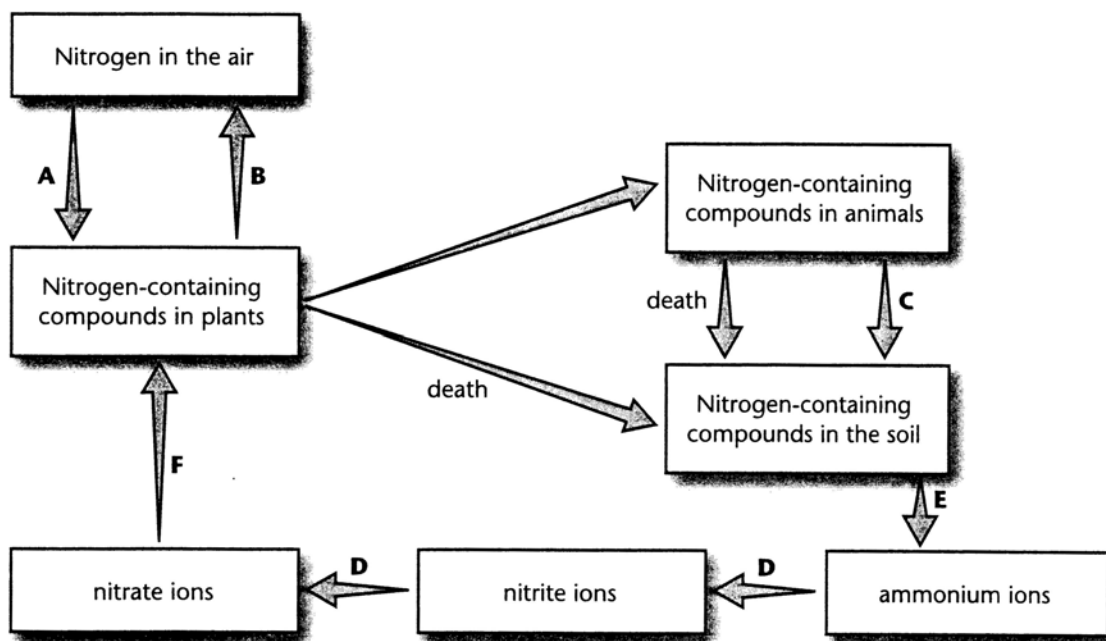 Nitrogen in the air
A
B
Nitrogen-containing
compounds in animals
Nitrogen-containing
compounds in plants
death
C
death
Nitrogen-containing
compounds in the soil
F
E
D
D
nitrate ions
nitrite ions
ammonium ions